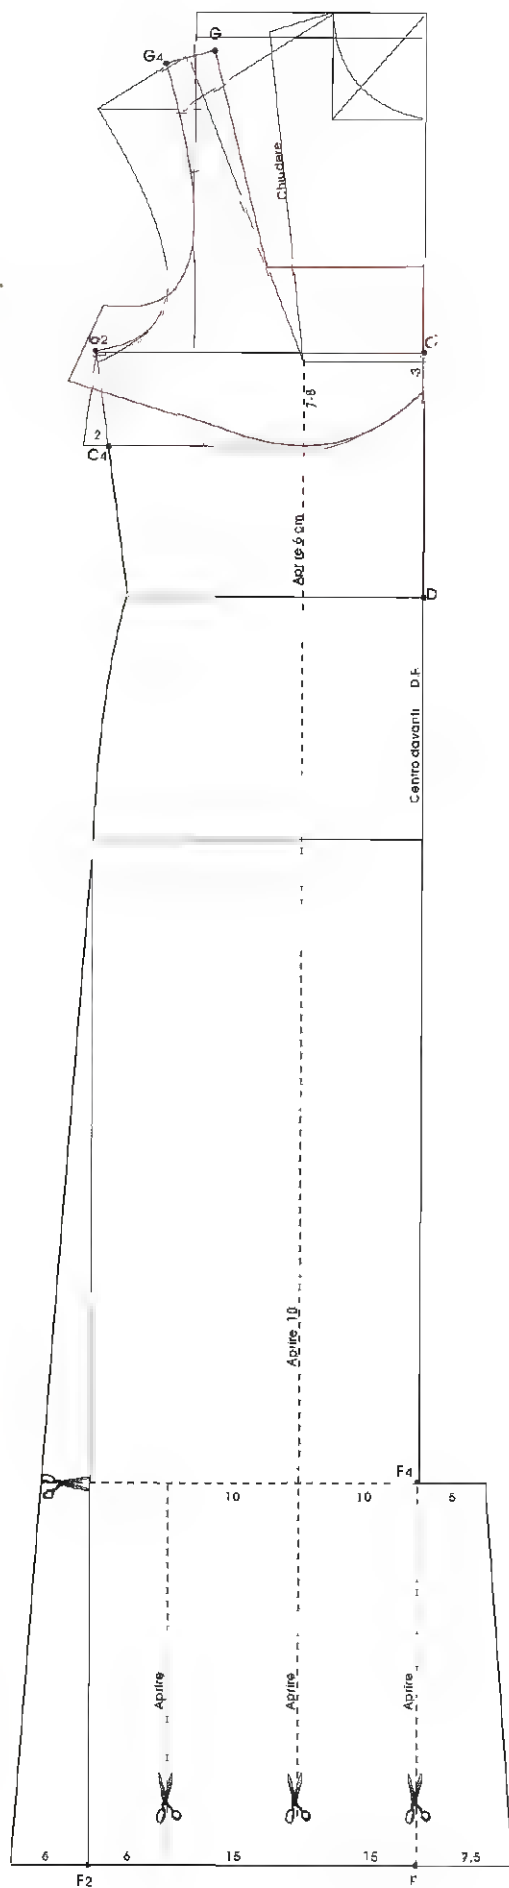 G
G4
Chiudere
G2
C
3
7-8
2
C4
Aprire 6 cm
D
Centro davanti D.F.
Aprire 10
F4
10 10 5
Aprire Aprire Aprire
6 6 15 15 7,5
F2 F